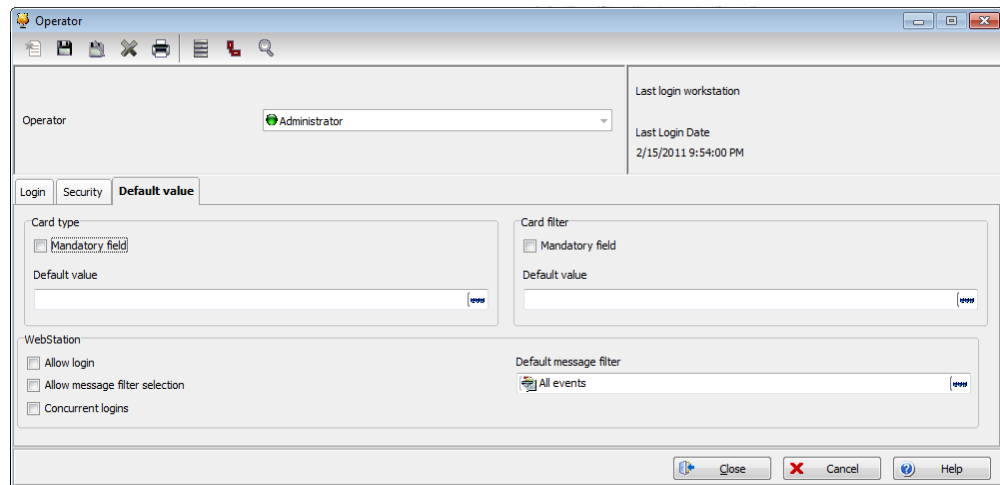 Operator
Operator
Administrator
Last login workstation
Last Login Date
2/15/2011 9:54:00 PM
Login Security Default value
Card type
Mandatory field
Default value
Card filter
Mandatory field
Default value
WebStation
Allow login
Allow message filter selection
Concurrent logins
Default message filter
All events
Close Cancel Help